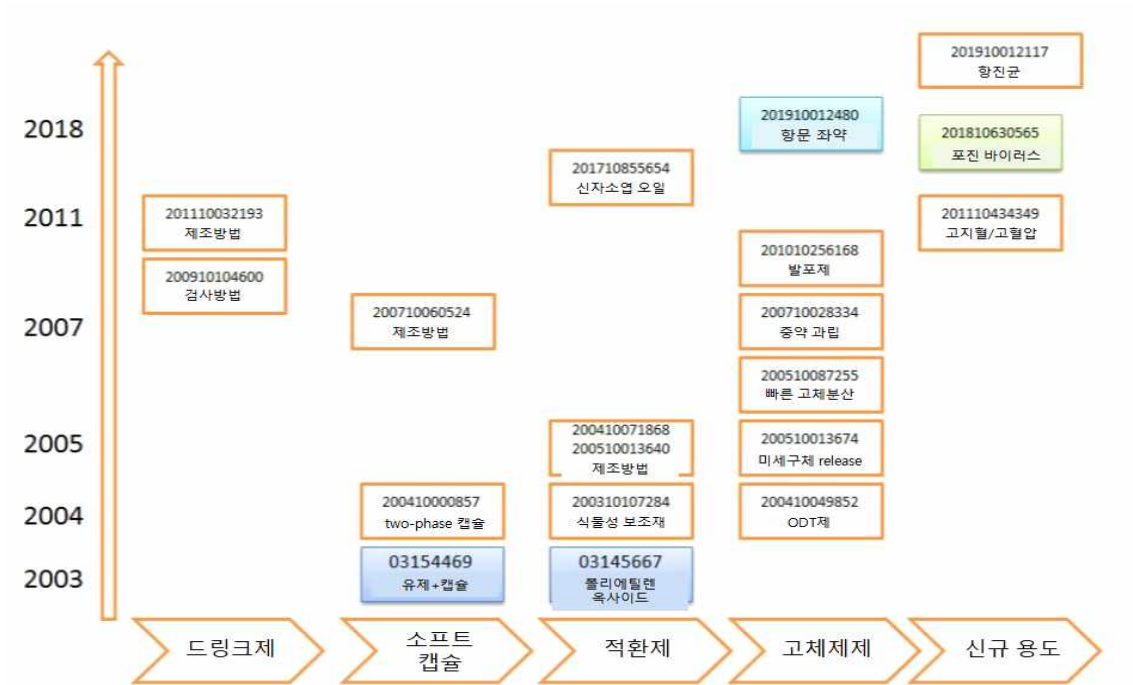 201910012117
항진균
2018
201910012480
항문 좌약
201810630565
포진 바이러스
201710855654
신자소엽 오일
2011
201110032193
제조방법
201110434349
고지혈/고혈압
201010256168
발포제
200910104600
검사방법
2007
200710060524
제조방법
200710028334
중약 과립
200510087255
빠른 고체분산
2005
200410071868
200510013640
제조방법
200510013674
미세구체 release
2004
200410000857
two-phase 캡슐
200310107284
식물성 보조재
200410049852
ODT제
2003
03154469
유제+캡슐
03145667
폴리에틸렌
옥사이드
드링크제
소프트
캡슐
적환제
고체제제
신규 용도